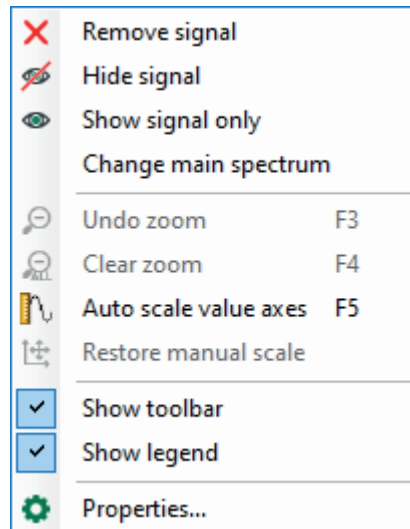 Remove signal
Hide signal
Show signal only
Change main spectrum
Undo zoom F3
ALL Clear zoom F4
Auto scale value axes F5
Restore manual scale
Show toolbar
Show legend
Properties...